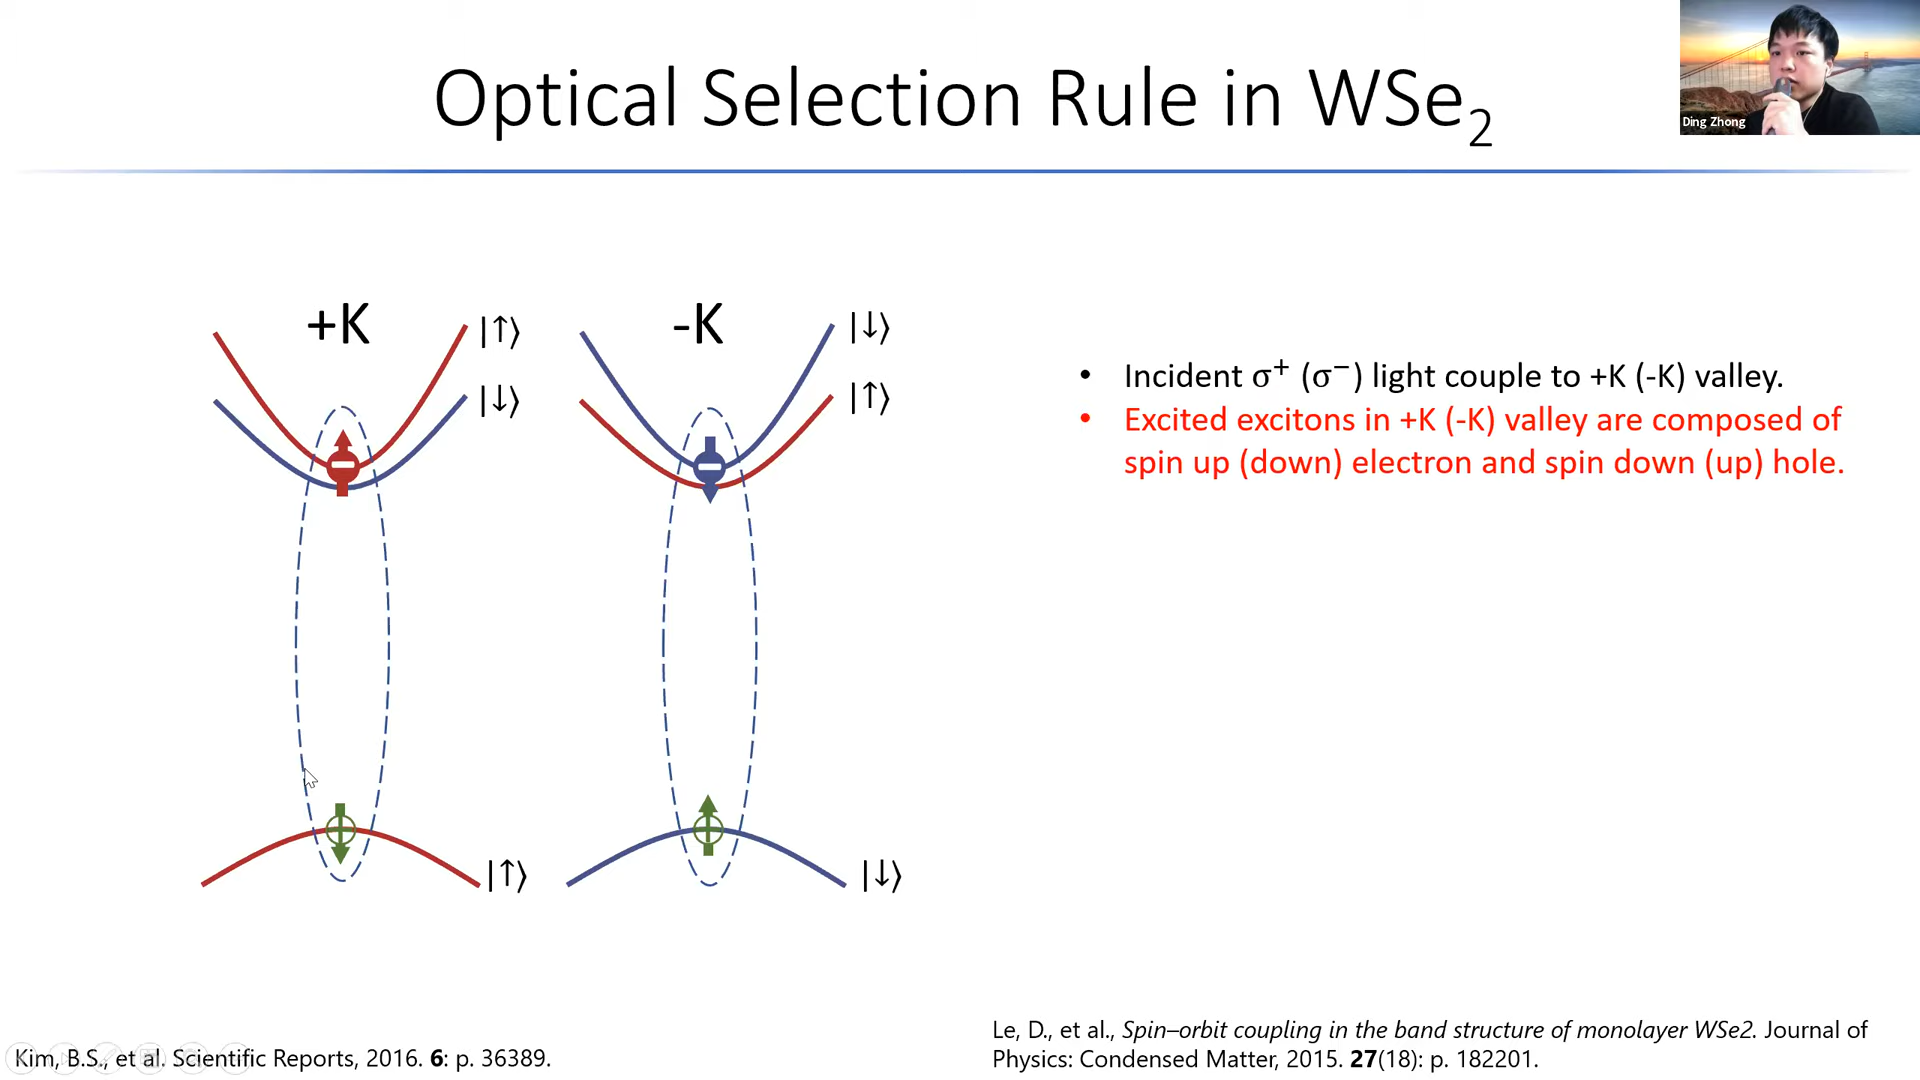 Optical Selection Rule in WSe₂
Ding Zhong
+K
|↑⟩
|↓⟩
-K
|↓⟩
|↑⟩
|↑⟩
|↓⟩
• Incident σ⁺ (σ⁻) light couple to +K (-K) valley.
• Excited excitons in +K (-K) valley are composed of
spin up (down) electron and spin down (up) hole.
Kim, B.S., et al. Scientific Reports, 2016. 6: p. 36389.
Le, D., et al., Spin–orbit coupling in the band structure of monolayer WSe2. Journal of
Physics: Condensed Matter, 2015. 27(18): p. 182201.